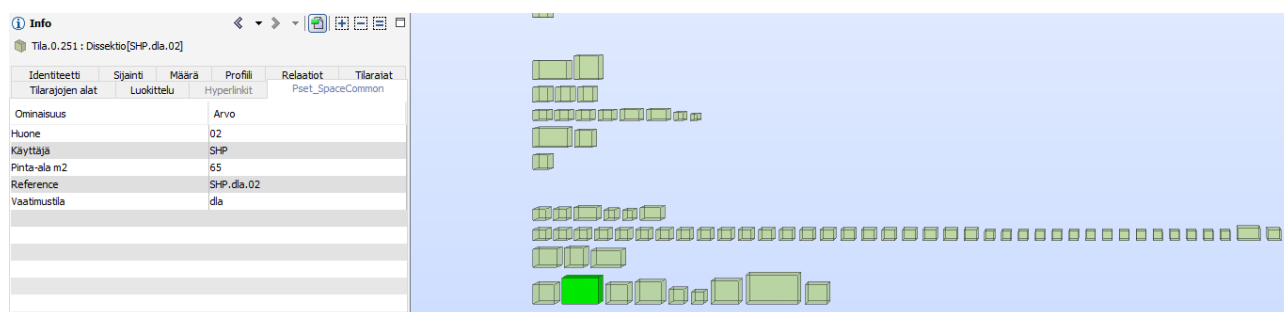 Info
Tila.0.251 : Dissektio[SHP.dla.02]
Identiteetti Sijainti Määrä Profiili Relaatiot Tilarajat
Tilarajojen alat Luokittelu Hyperlinkit Pset_SpaceCommon
Ominaisuus Arvo
Huone 02
Käyttäjä SHP
Pinta-ala m2 65
Reference SHP.dla.02
Vaatimustila dla